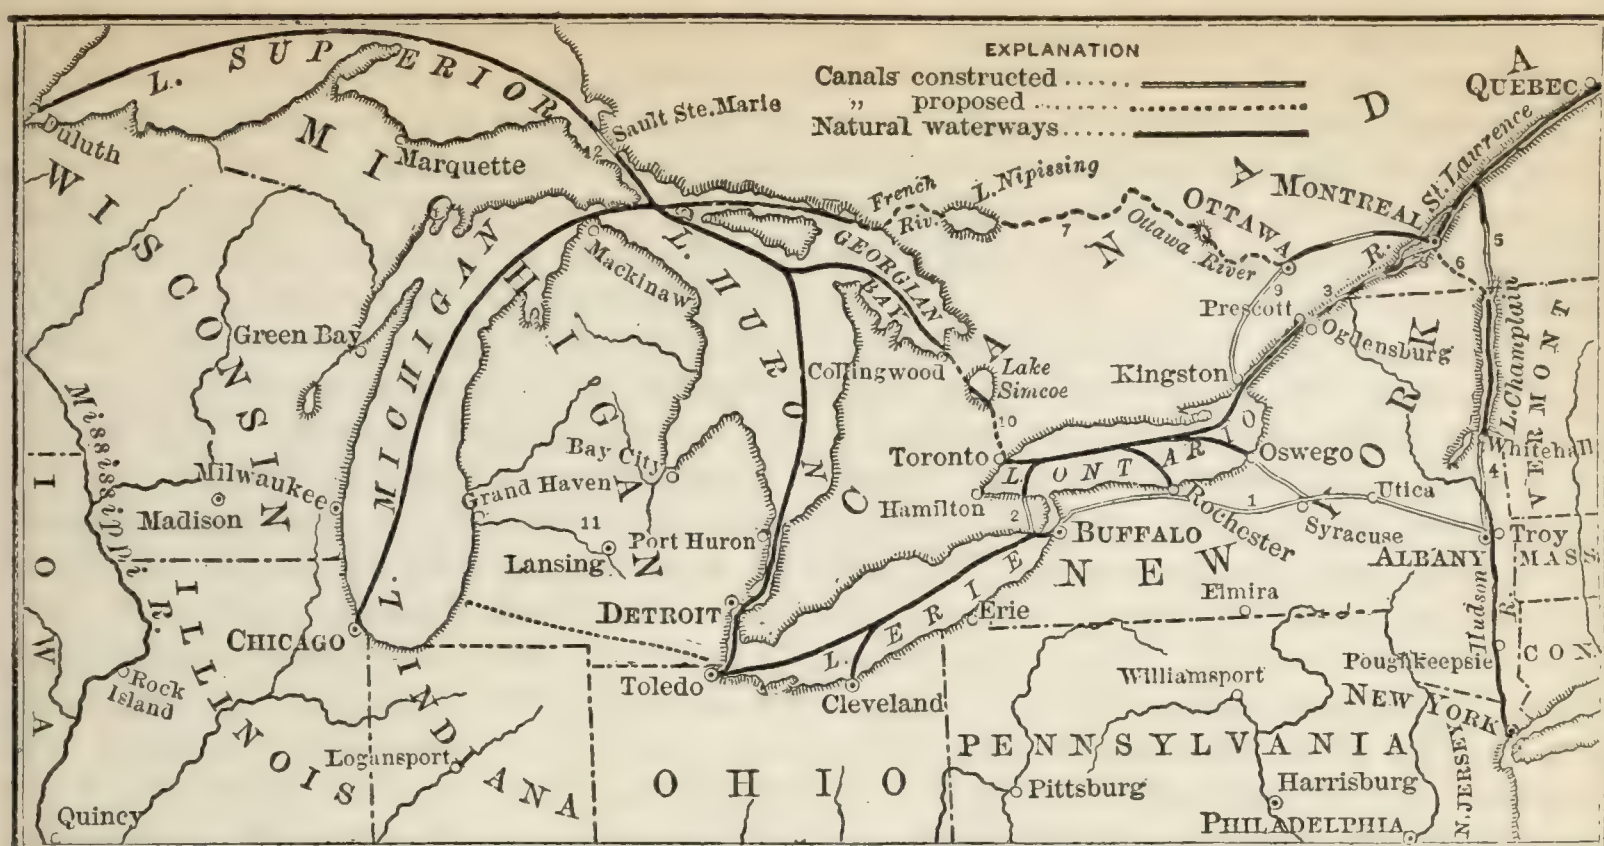 EXPLANATION
Canals constructed ......
„ proposed ........
Natural waterways ......
L. SUPERIOR
Duluth
Sault Ste. Marie
12
Marquette
MICHIGAN
WISCONSIN
L. MICHIGAN
Mackinaw
L. HURON
GEORGIAN
BAY
French
Riv.
L. Nipissing
7
Ottawa
River
CANADA
OTTAWA
MONTREAL
St. Lawrence
R.
QUEBEC
5
6
3
3
9
Prescott
Ogdensburg
Kingston
Green Bay
Collingwood
Lake
Simcoe
10
Toronto
L. ONTARIO
Oswego
Hamilton
2
1
Rochester
Syracuse
Utica
L. Champlain
VERMONT
Whitehall
4
Troy
MASS.
ALBANY
BUFFALO
NEW YORK
Elmira
Hudson
R.
Poughkeepsie
CON.
NEW YORK
N. JERSEY
Mississippi R.
IOWA
Madison
Milwaukee
Grand Haven
11
Lansing
Bay City
Port Huron
DETROIT
CHICAGO
Toledo
L. ERIE
Erie
Cleveland
Rock
Island
ILLINOIS
Quincy
INDIANA
Logansport
OHIO
PENNSYLVANIA
Williamsport
Pittsburg
Harrisburg
PHILADELPHIA